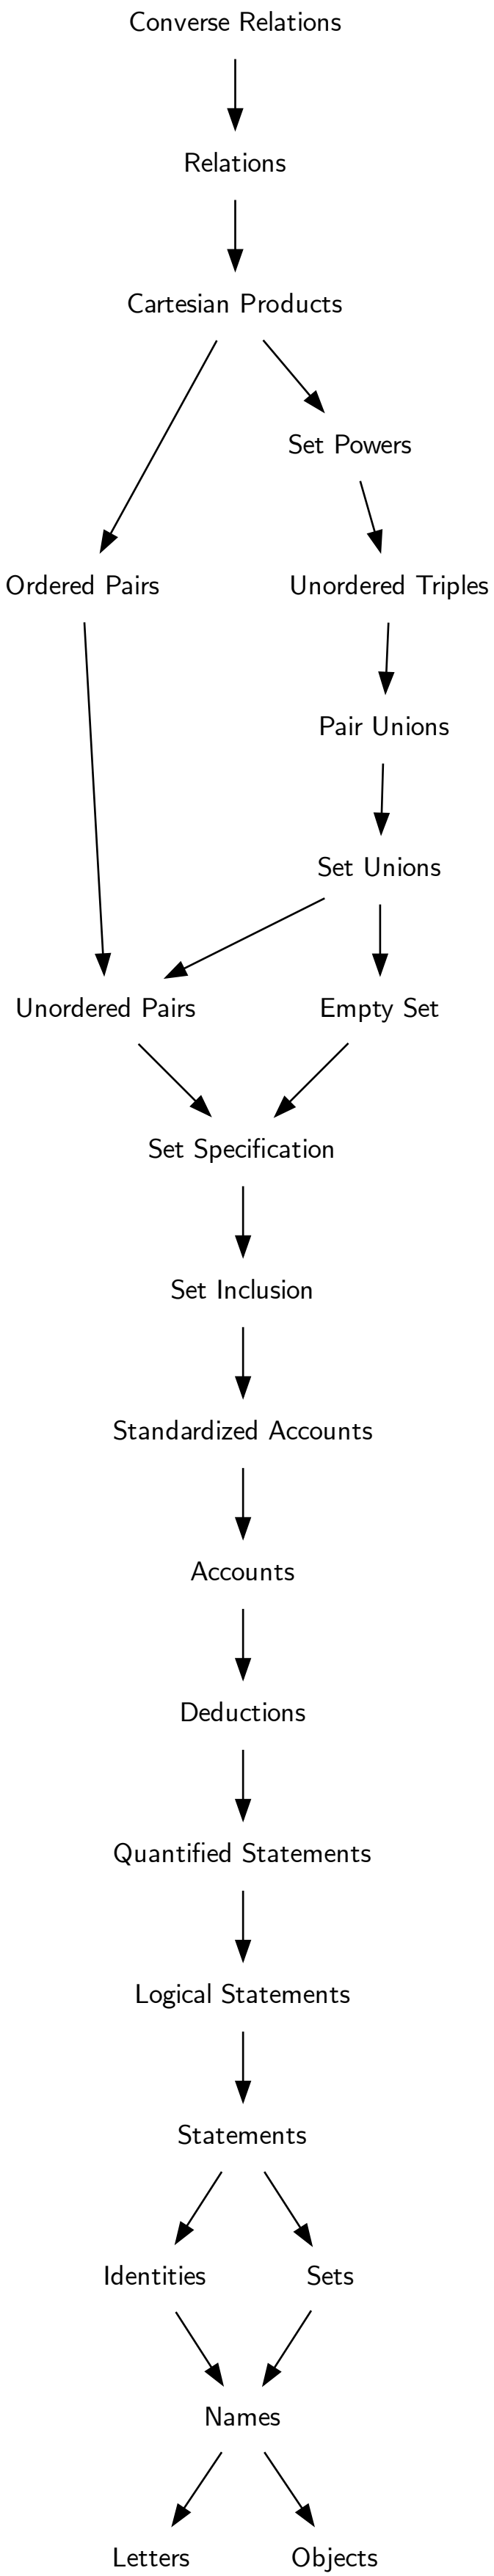 Converse Relations
Relations
Cartesian Products
Set Powers
Ordered Pairs
Unordered Triples
Pair Unions
Set Unions
Unordered Pairs
Empty Set
Set Specification
Set Inclusion
Standardized Accounts
Accounts
Deductions
Quantified Statements
Logical Statements
Statements
Identities
Sets
Names
Letters
Objects